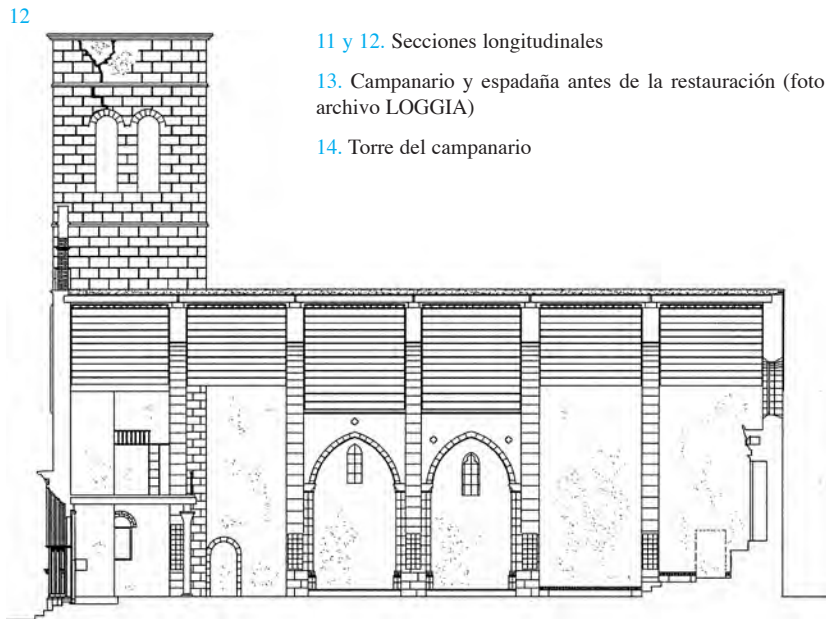 12
11 y 12. Secciones longitudinales
13. Campanario y espadaña antes de la restauración (foto
archivo LOGGIA)
14. Torre del campanario